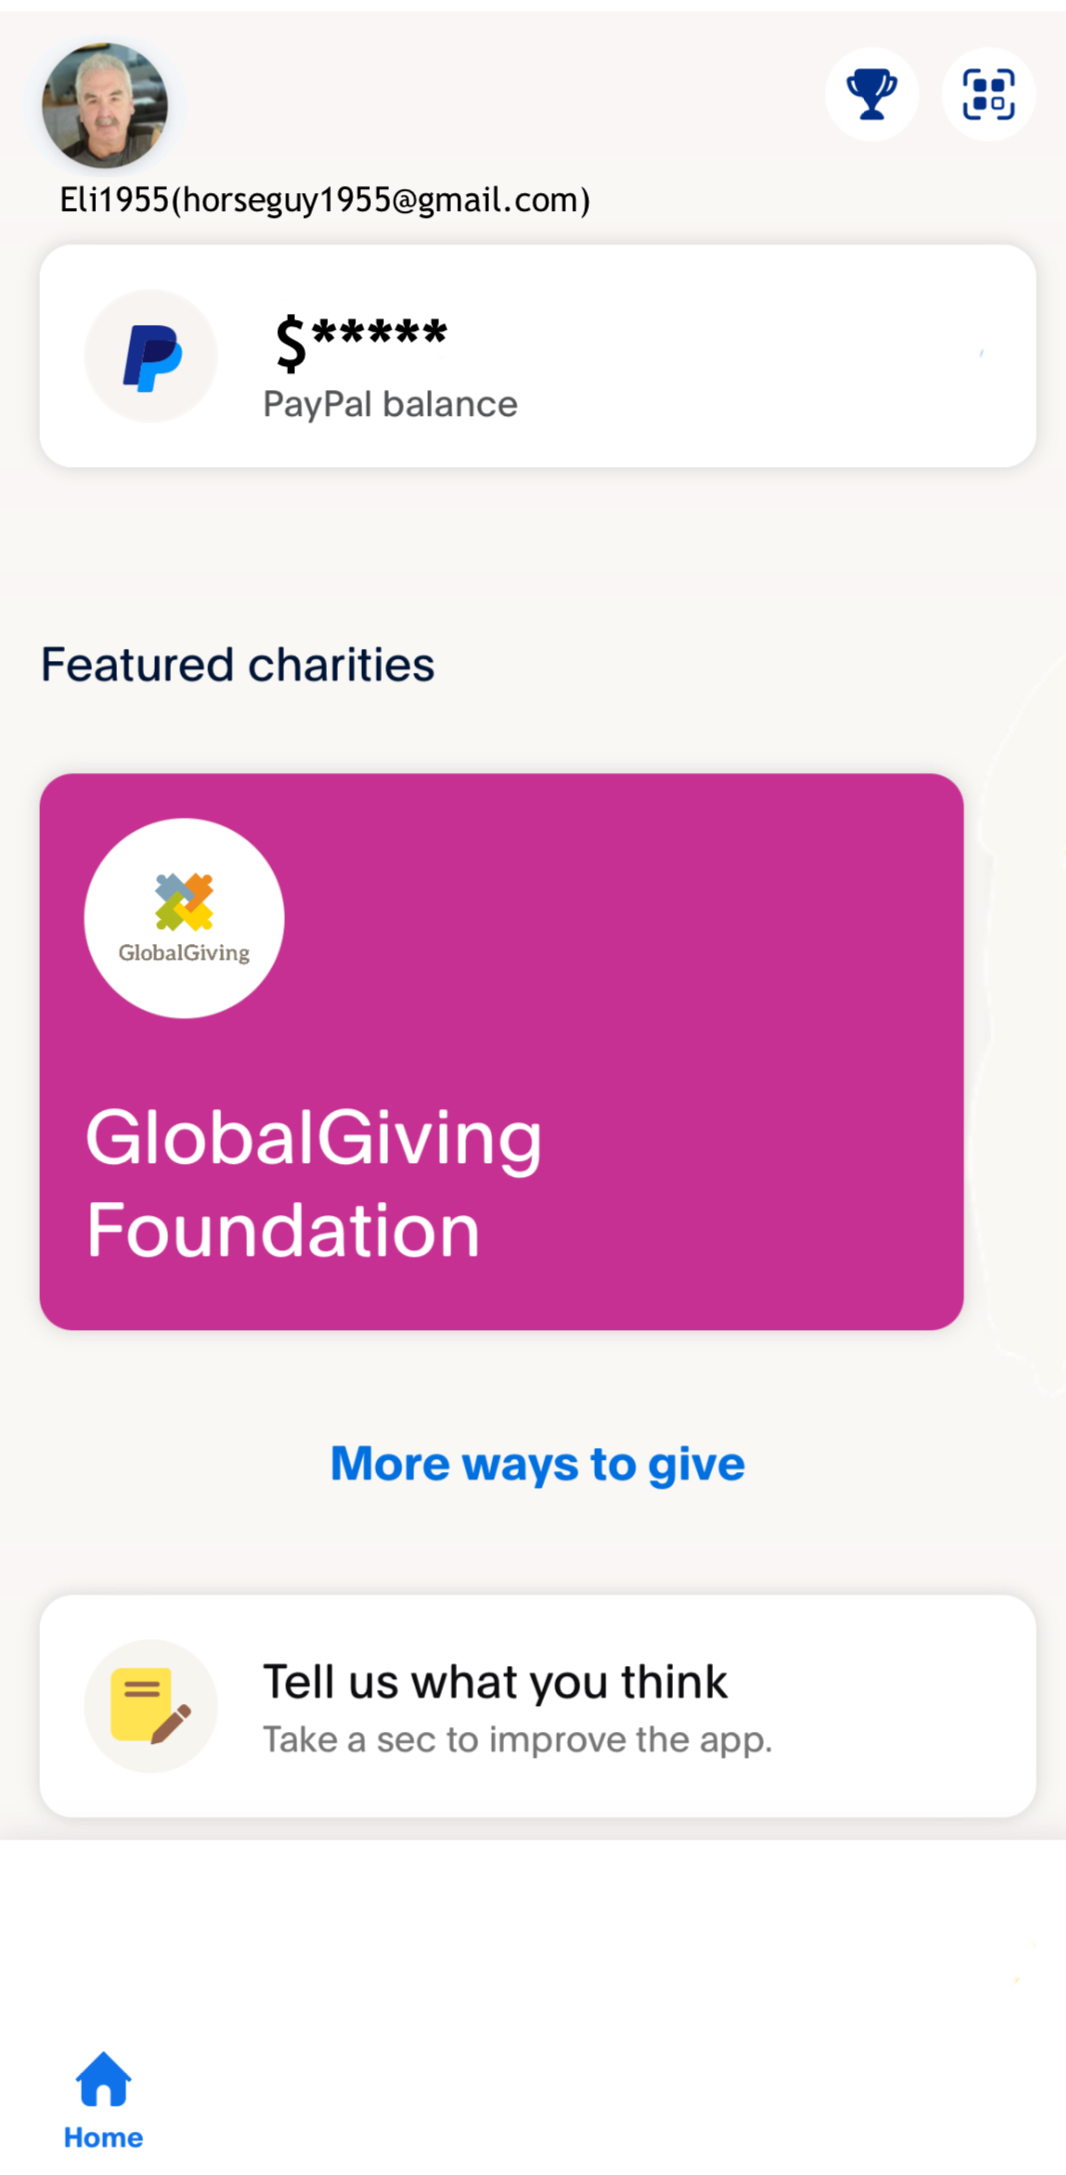 Eli1955(horseguy1955@gmail.com)
$*****
PayPal balance
Featured charities
GlobalGiving
GlobalGiving
Foundation
More ways to give
Tell us what you think
Take a sec to improve the app.
Home